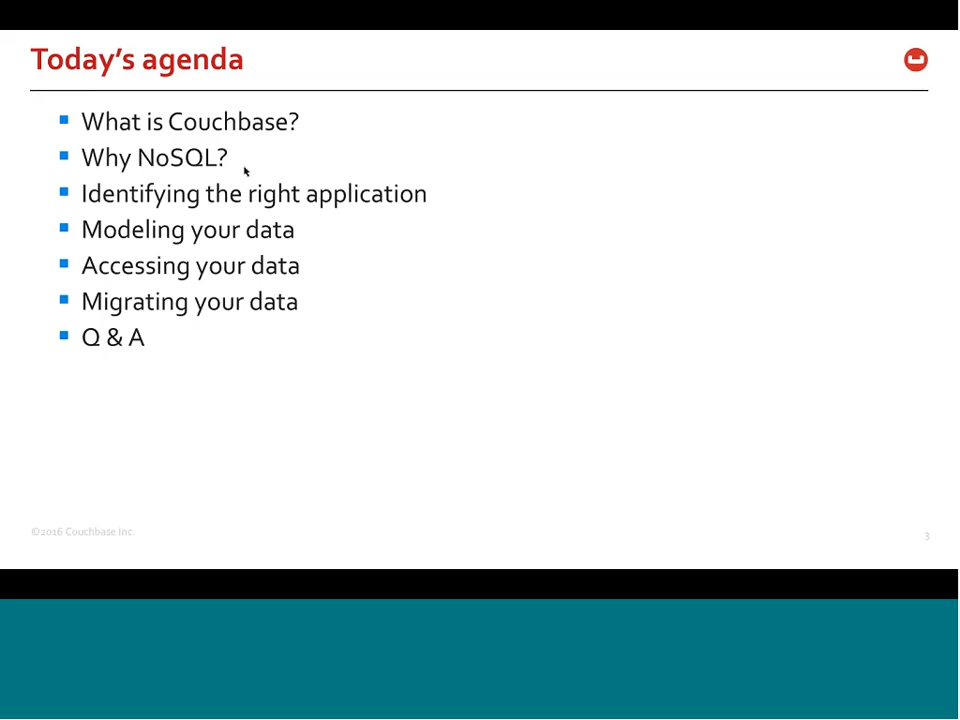 Today's agenda
What is Couchbase?
Why NoSQL?
Identifying the right application
Modeling your data
Accessing your data
Migrating your data
Q & A
©2016 Couchbase Inc.
3